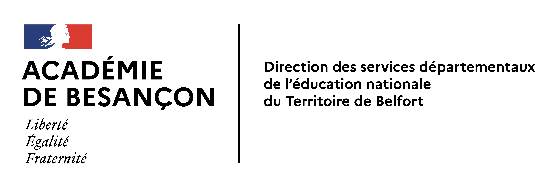 ACADÉMIE
DE BESANÇON
Liberté
Égalité
Fraternité
Direction des services départementaux
de l'éducation nationale
du Territoire de Belfort